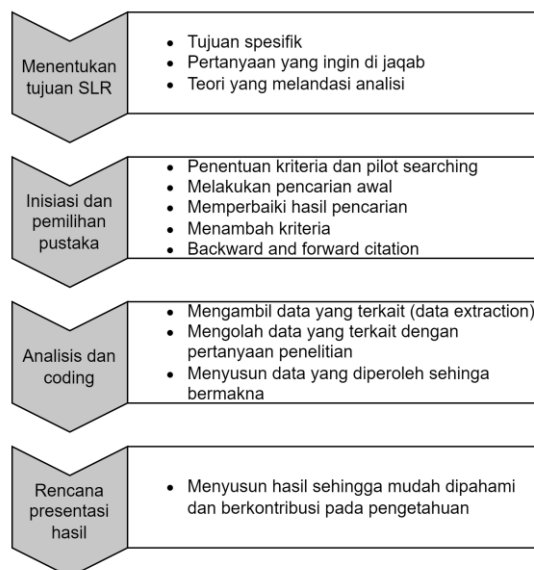 Menentukan
tujuan SLR
• Tujuan spesifik
• Pertanyaan yang ingin di jaqab
• Teori yang melandasi analisi
Inisiasi dan
pemilihan
pustaka
• Penentuan kriteria dan pilot searching
• Melakukan pencarian awal
• Memperbaiki hasil pencarian
• Menambah kriteria
• Backward and forward citation
Analisis dan
coding
• Mengambil data yang terkait (data extraction)
• Mengolah data yang terkait dengan
pertanyaan penelitian
• Menyusun data yang diperoleh sehinga
bermakna
Rencana
presentasi
hasil
• Menyusun hasil sehingga mudah dipahami
dan berkontribusi pada pengetahuan